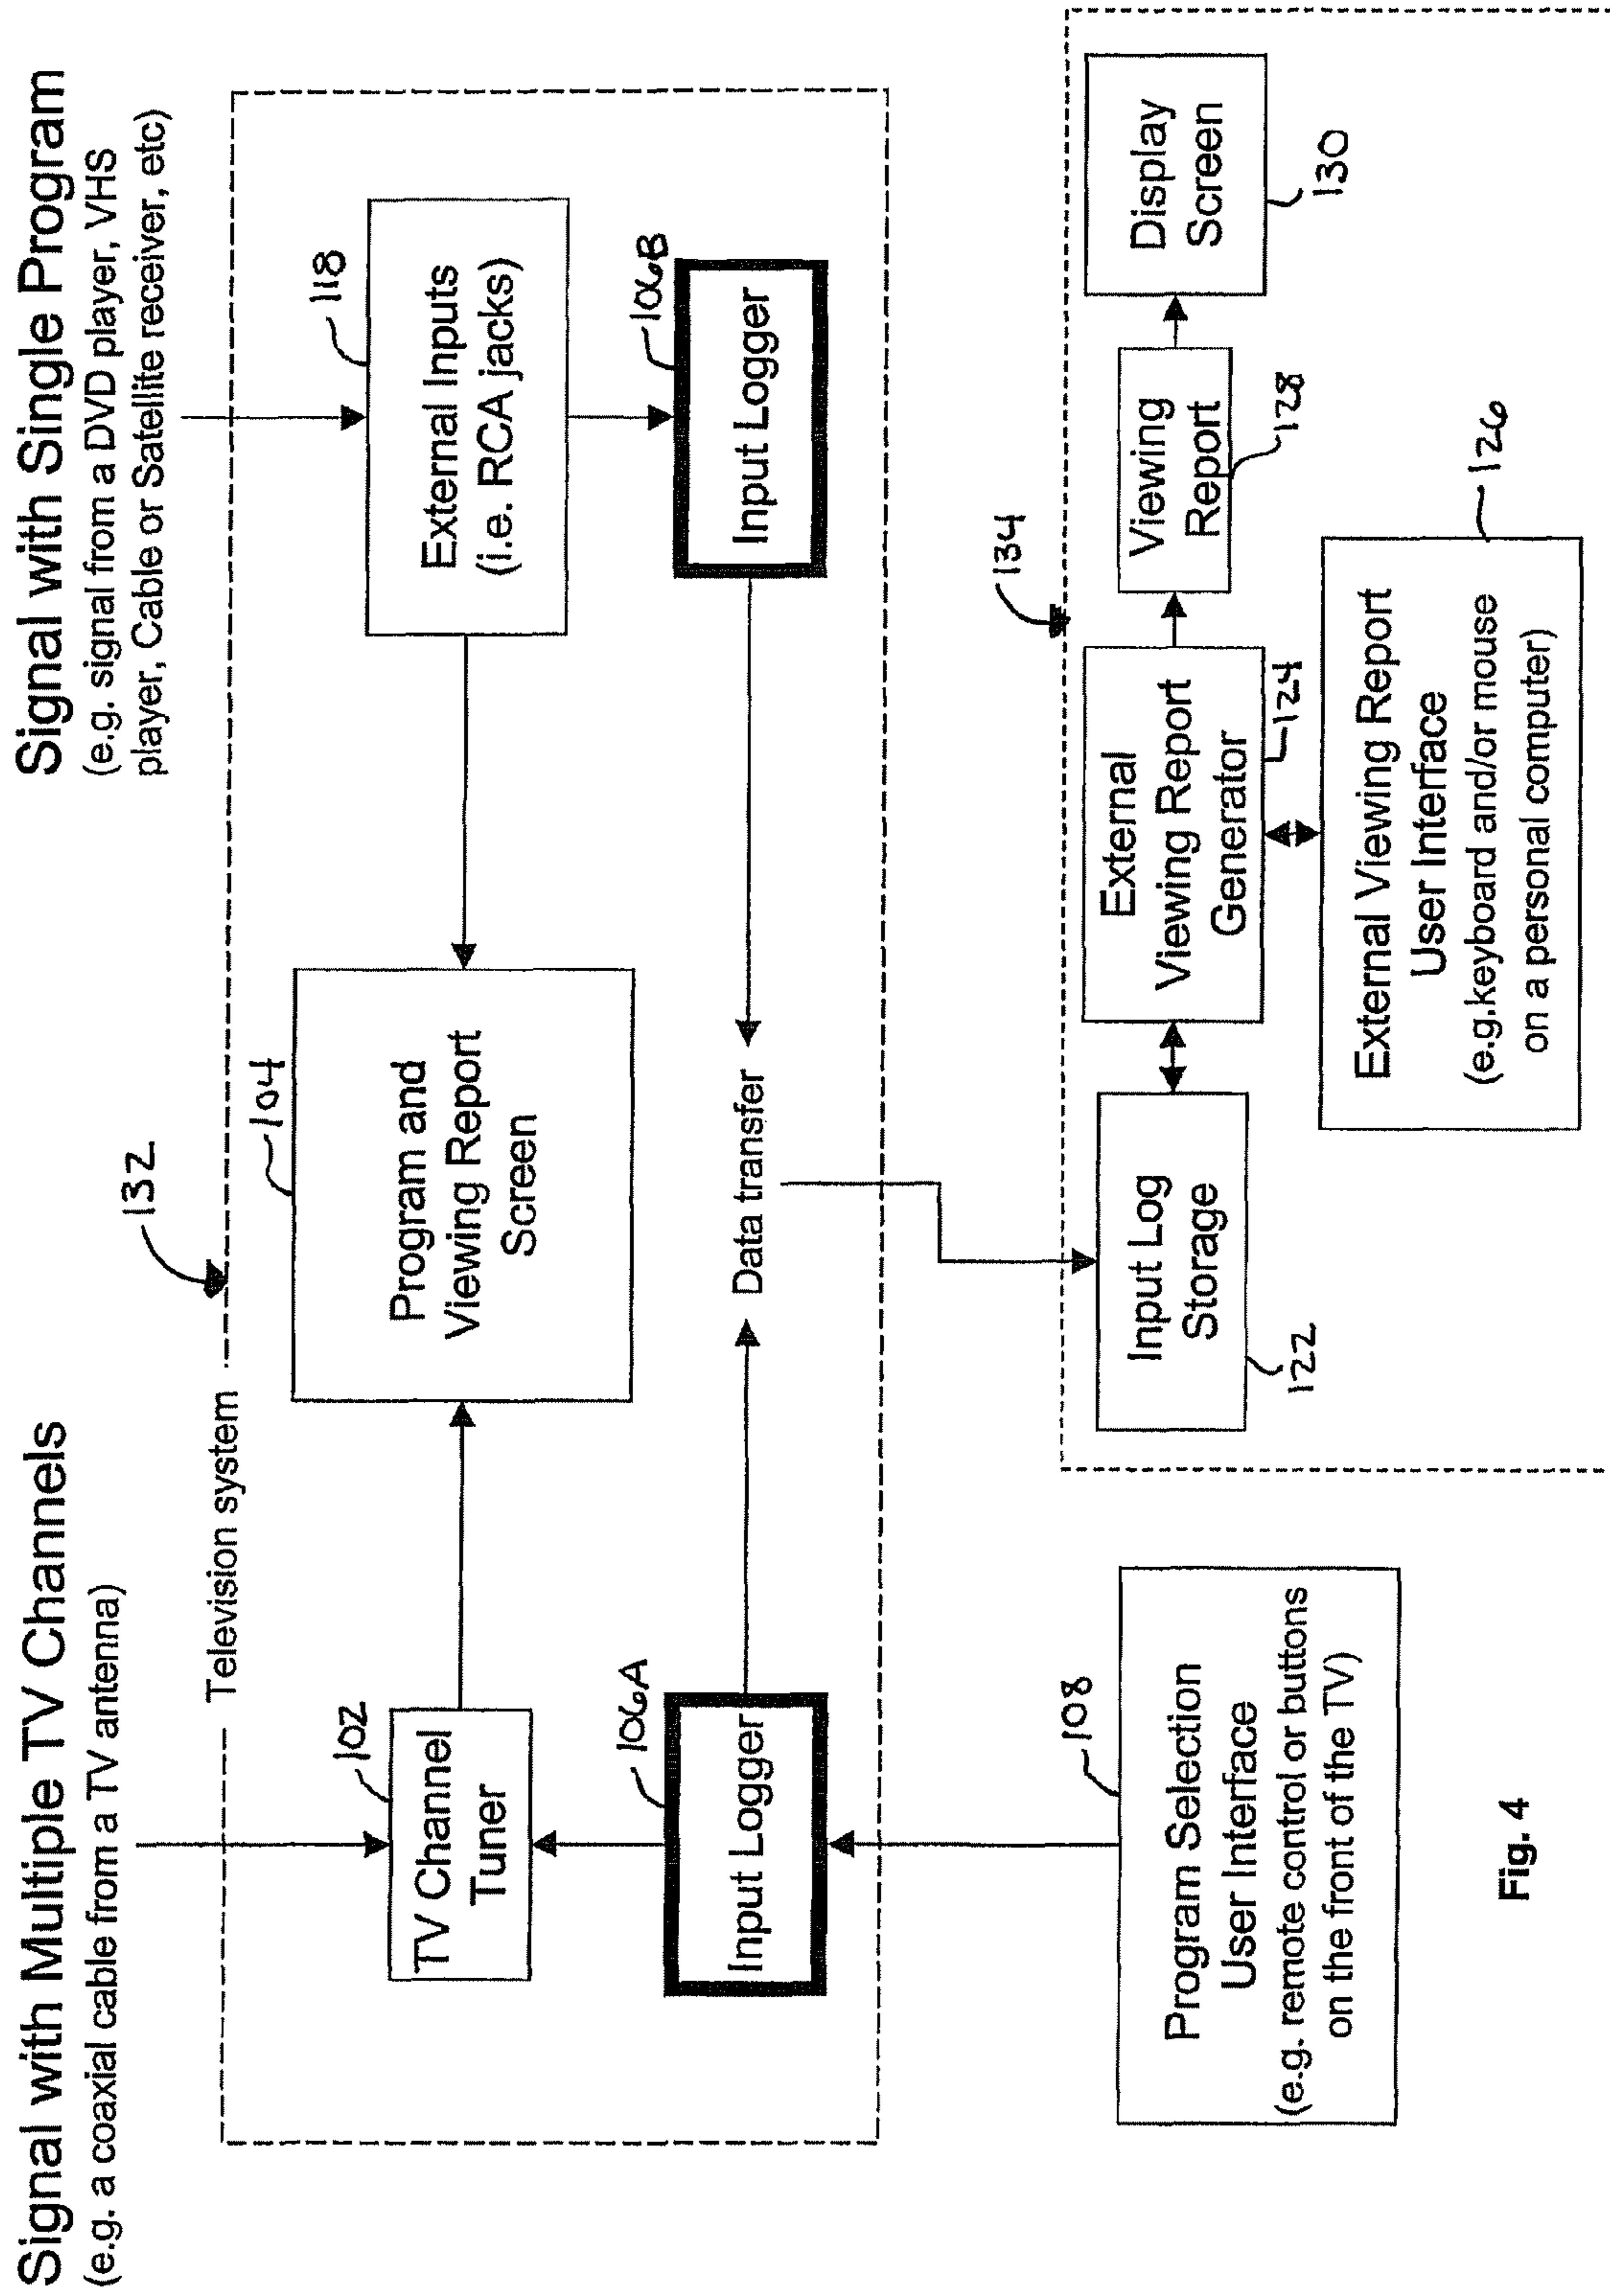 Signal with Multiple TV Channels
(e.g. a coaxial cable from a TV antenna)
Signal with Single Program
(e.g. signal from a DVD player, VHS
player, Cable or Satellite receiver, etc)
Television system
132
102
TV Channel
Tuner
104
Program and
Viewing Report
Screen
118
External Inputs
(i.e. RCA jacks)
106A
Input Logger
Data transfer
106B
Input Logger
108
Program Selection
User Interface
(e.g. remote control or buttons
on the front of the TV)
134
Input Log
Storage
122
External
Viewing Report
Generator
124
Viewing
Report
128
Display
Screen
130
External Viewing Report
User Interface
(e.g.keyboard and/or mouse
on a personal computer)
126
Fig. 4